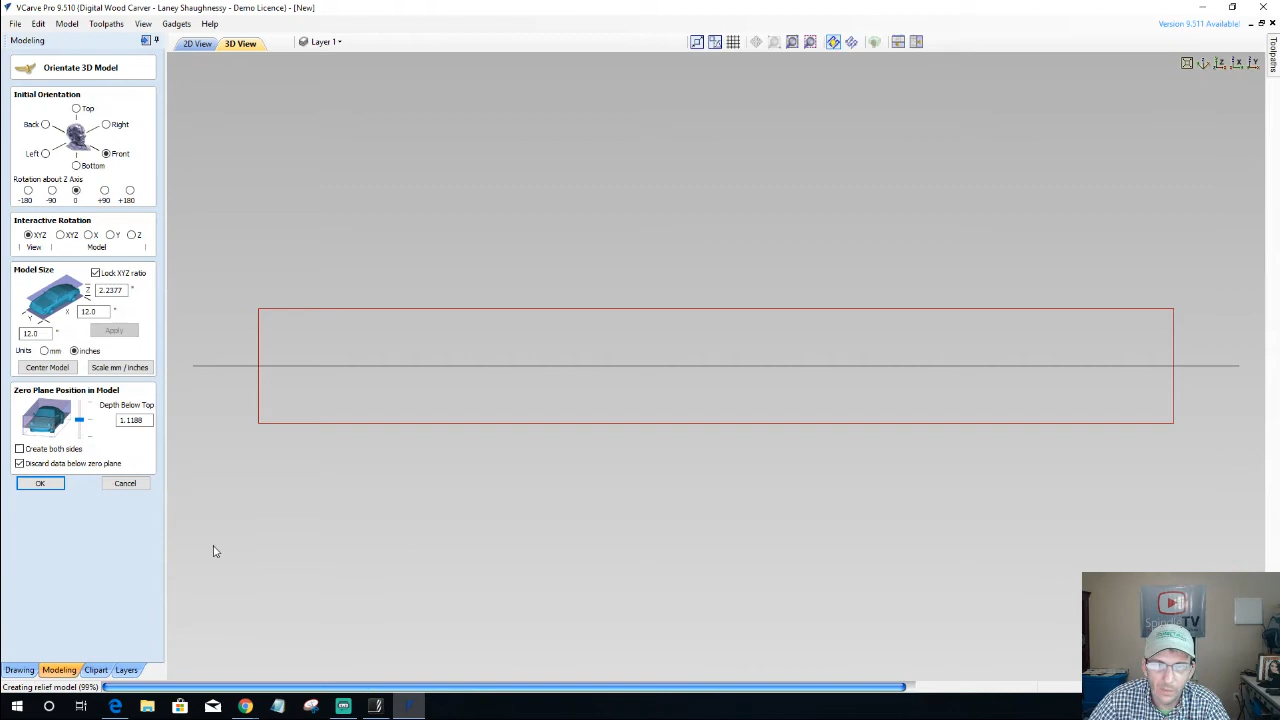 VCarve Pro 9.510 {Digital Wood Carver - Laney Shaughnessy - Demo Licence} - [New]
File Edit Model Toolpaths View Gadgets Help
Version 9.511 Available!
Modeling
2D View 3D View Layer 1
Toolpaths
Orientate 3D Model
Initial Orientation
Top
Back Right
Left Front
Bottom
Rotation about Z Axis
-180 -90 0 +90 +180
Interactive Rotation
XYZ XYZ X Y Z
View Model
Model Size
Lock XYZ ratio
Z 2.2377 "
X 12.0 "
Y
12.0 " Apply
Units mm inches
Center Model Scale mm / inches
Zero Plane Position in Model
Depth Below Top
1.1188
Create both sides
Discard data below zero plane
OK Cancel
SpindleTV
Drawing Modeling Clipart Layers
Creating relief model (99%)